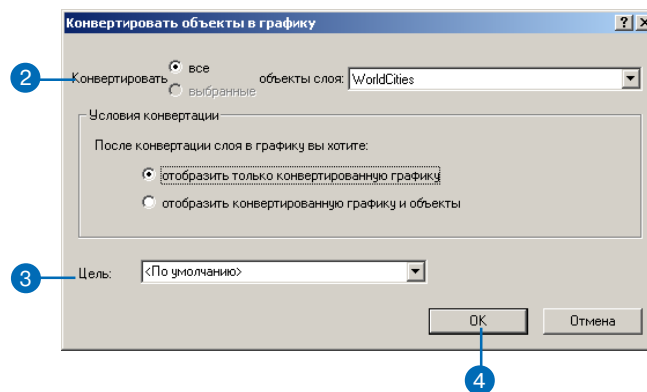 Конвертировать объекты в графику
2 Конвертировать все объекты слоя: WorldCities
выбранные
Условия конвертации
После конвертации слоя в графику вы хотите:
отобразить только конвертированную графику
отобразить конвертированную графику и объекты
3 Цель: <По умолчанию>
OK Отмена
4